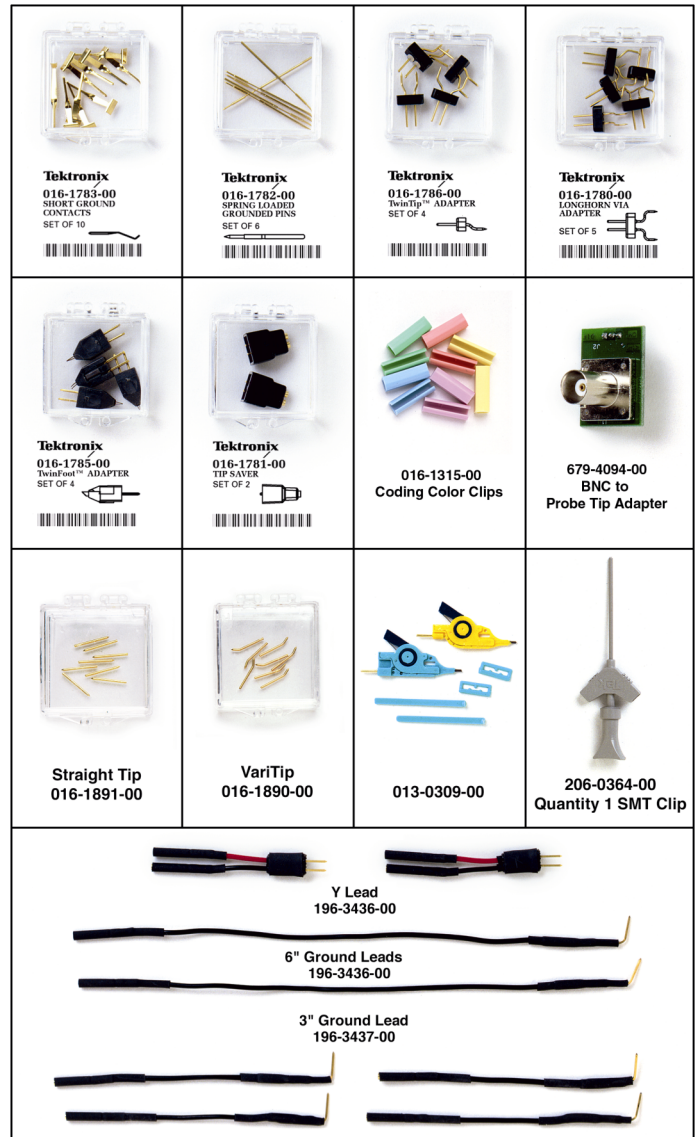 Tektronix
016-1783-00
SHORT GROUND
CONTACTS
SET OF 10
Tektronix
016-1782-00
SPRING LOADED
GROUNDED PINS
SET OF 6
Tektronix
016-1786-00
TwinTip™ ADAPTER
SET OF 4
Tektronix
016-1780-00
LONGHORN VIA
ADAPTER
SET OF 5
Tektronix
016-1785-00
TwinFoot™ ADAPTER
SET OF 4
Tektronix
016-1781-00
TIP SAVER
SET OF 2
016-1315-00
Coding Color Clips
J2
679-4094-00
BNC to
Probe Tip Adapter
Straight Tip
016-1891-00
VariTip
016-1890-00
013-0309-00
206-0364-00
Quantity 1 SMT Clip
Y Lead
196-3436-00
6" Ground Leads
196-3436-00
3" Ground Lead
196-3437-00